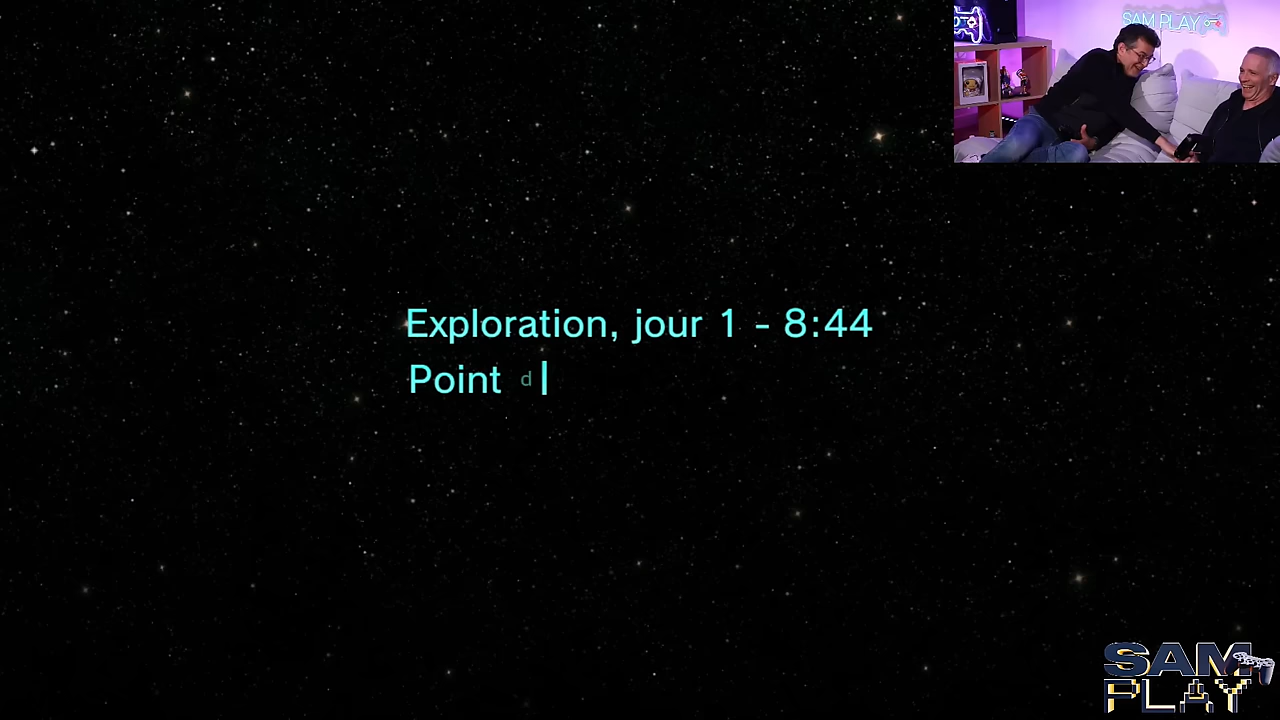 SAM PLAY
Exploration, jour 1 - 8:44
Point d
SAM
PLAY